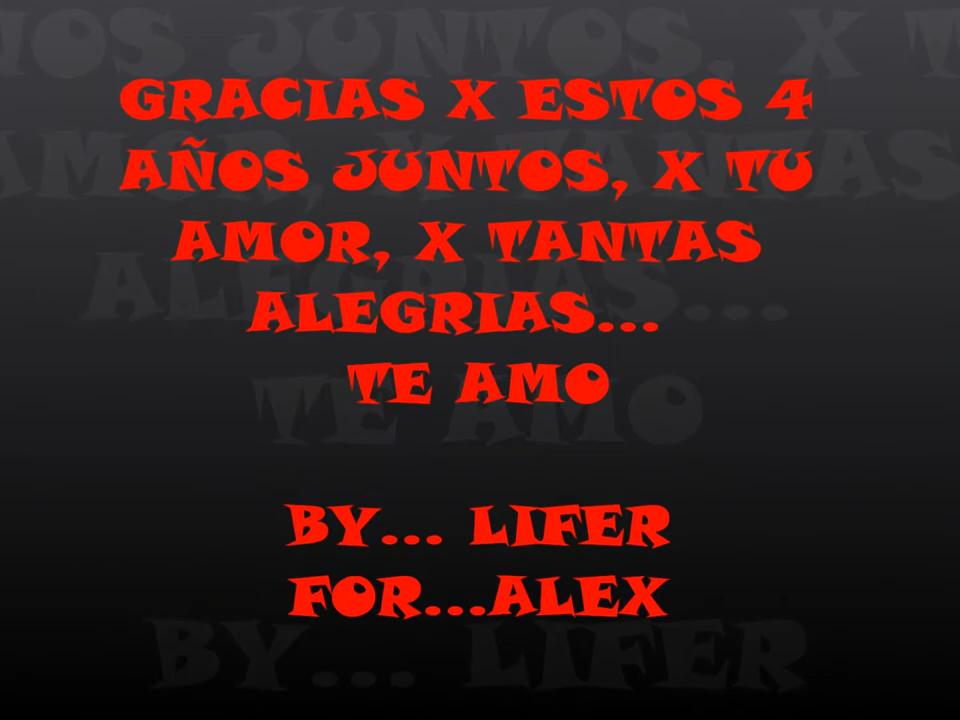 GRACIAS X ESTOS 4
AÑOS JUNTOS, X TU
AMOR, X TANTAS
ALEGRIAS...
TE AMO
BY... LIFER
FOR...ALEX